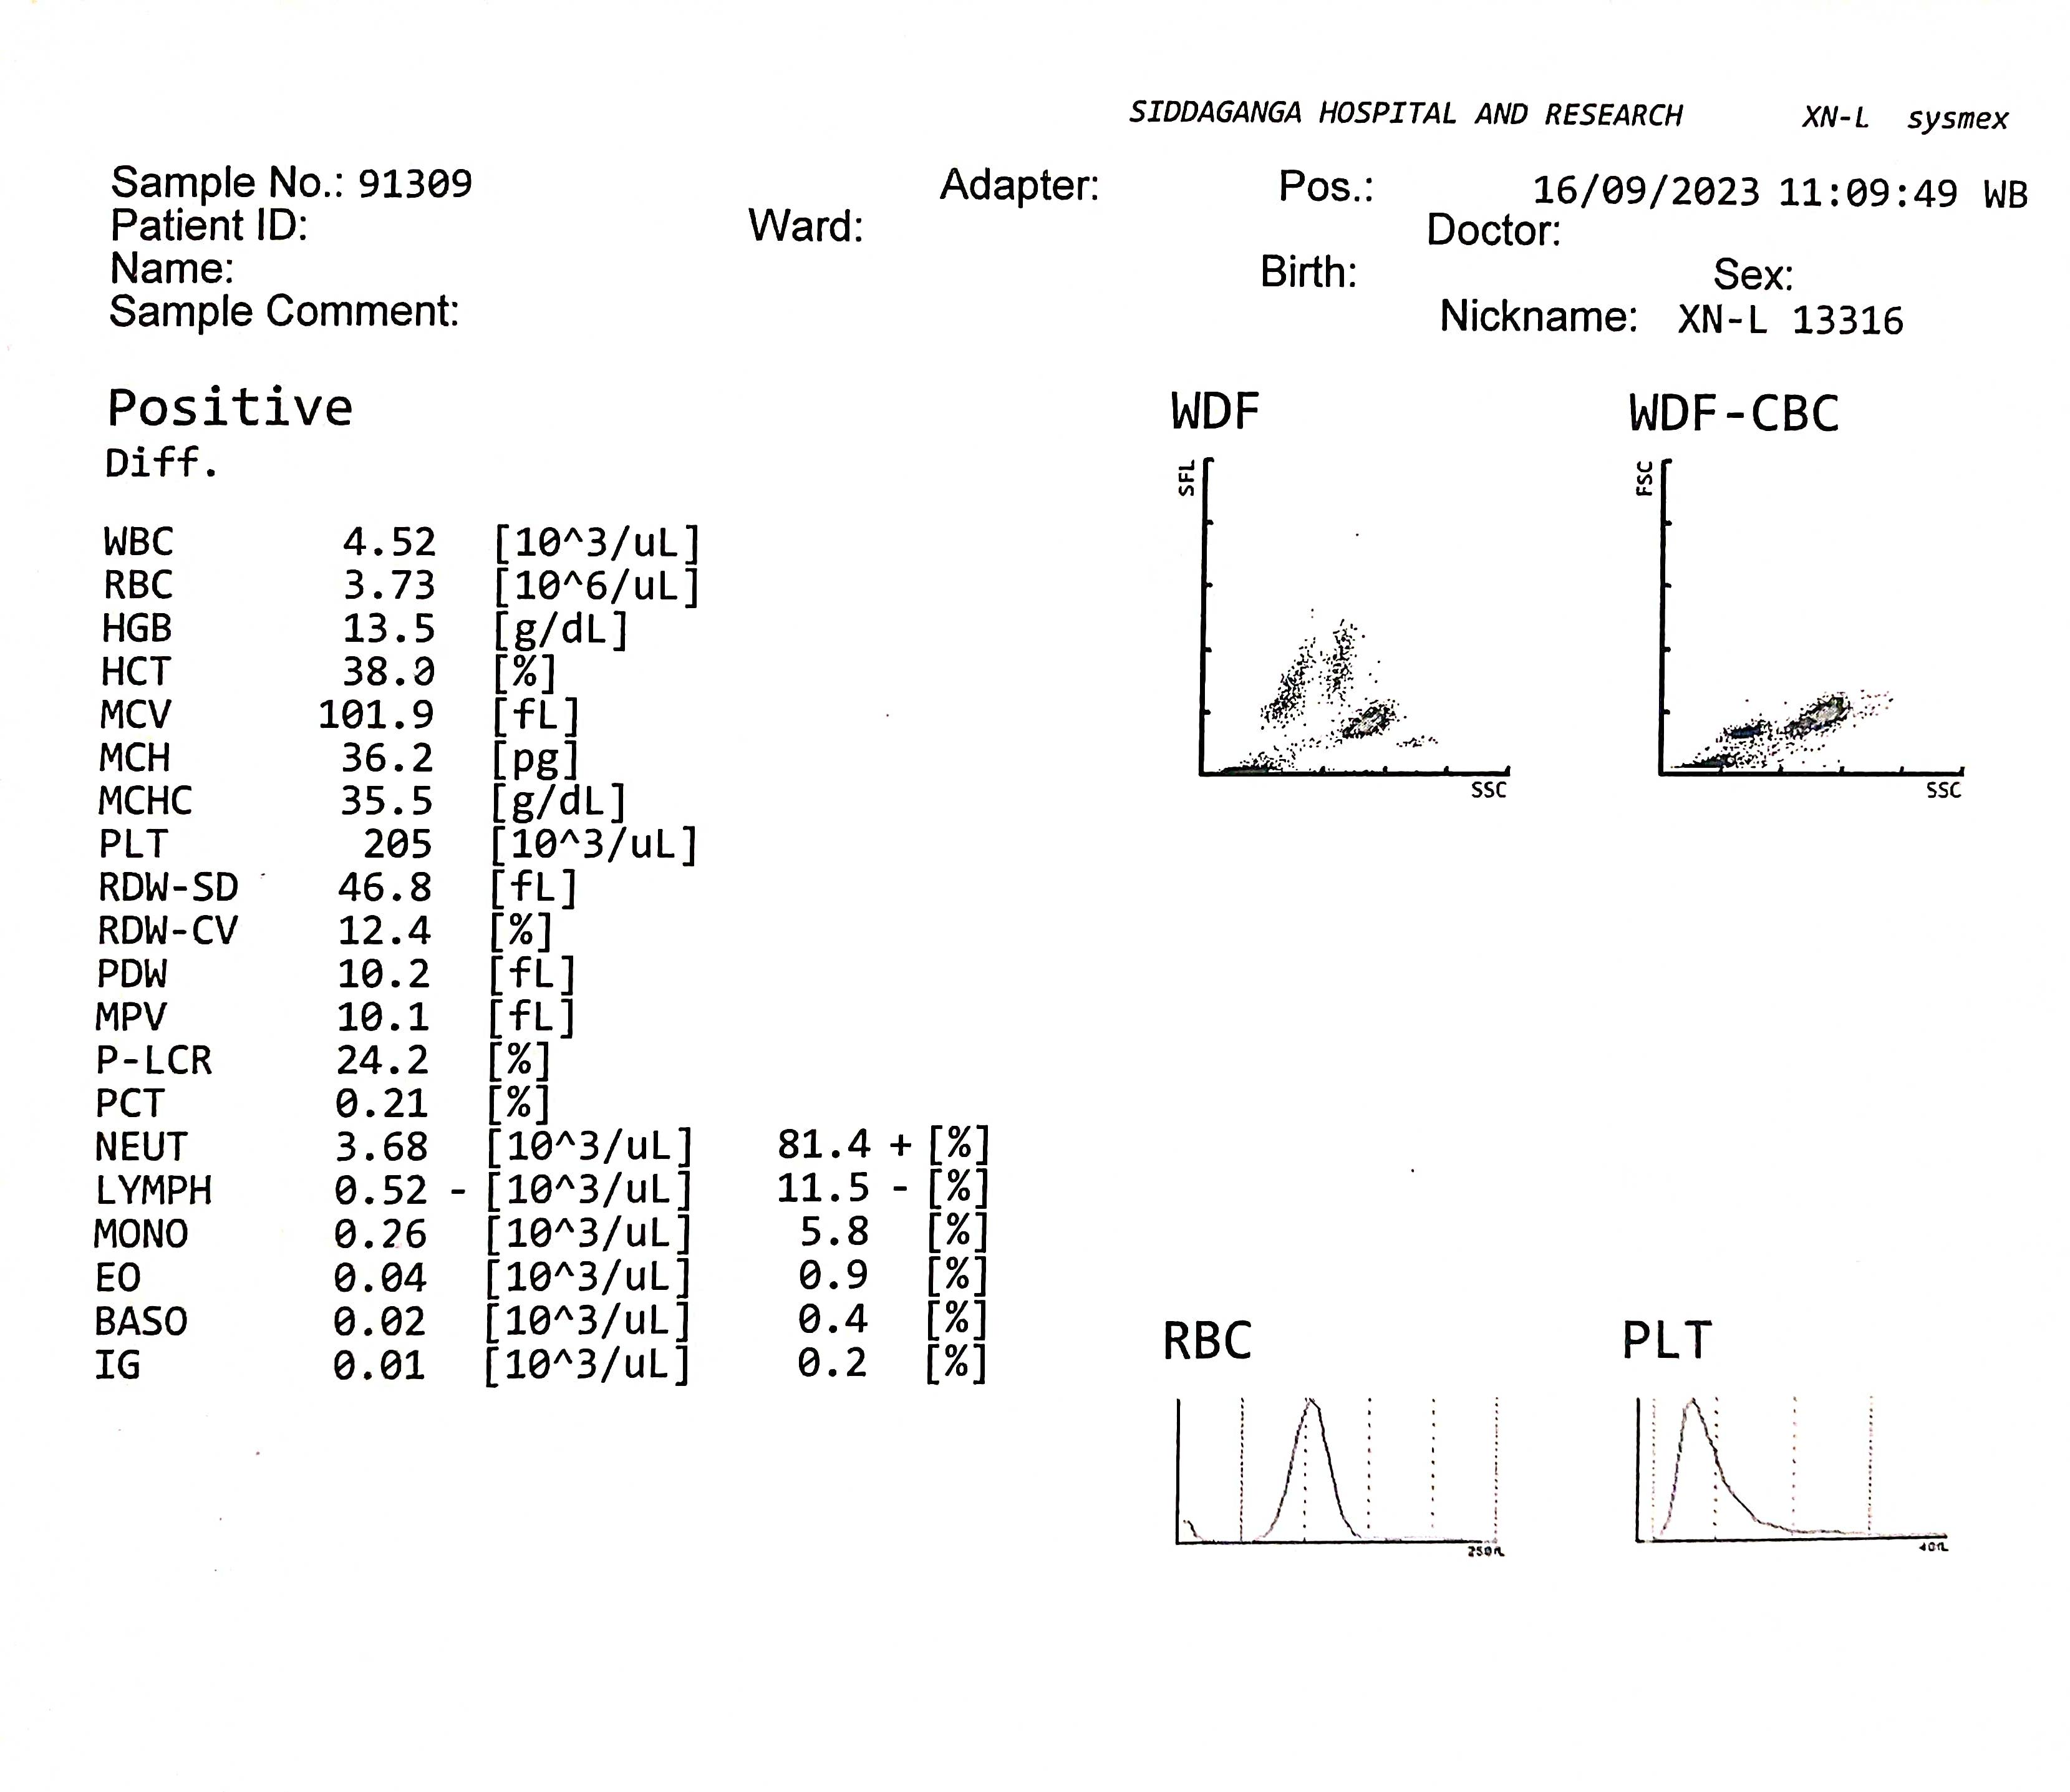 SIDDAGANGA HOSPITAL AND RESEARCH XN-L sysmex
Sample No.: 91309 Adapter: Pos.: 16/09/2023 11:09:49 WB
Patient ID: Ward: Doctor:
Name: Birth: Sex:
Sample Comment: Nickname: XN-L 13316
Positive
Diff.
WDF WDF-CBC
SFL FSC
SSC SSC
WBC 4.52 [10^3/uL]
RBC 3.73 [10^6/uL]
HGB 13.5 [g/dL]
HCT 38.0 [%]
MCV 101.9 [fL]
MCH 36.2 [pg]
MCHC 35.5 [g/dL]
PLT 205 [10^3/uL]
RDW-SD 46.8 [fL]
RDW-CV 12.4 [%]
PDW 10.2 [fL]
MPV 10.1 [fL]
P-LCR 24.2 [%]
PCT 0.21 [%]
NEUT 3.68 [10^3/uL] 81.4 + [%]
LYMPH 0.52 - [10^3/uL] 11.5 - [%]
MONO 0.26 [10^3/uL] 5.8 [%]
EO 0.04 [10^3/uL] 0.9 [%]
BASO 0.02 [10^3/uL] 0.4 [%]
IG 0.01 [10^3/uL] 0.2 [%]
RBC PLT
250fL 40fL